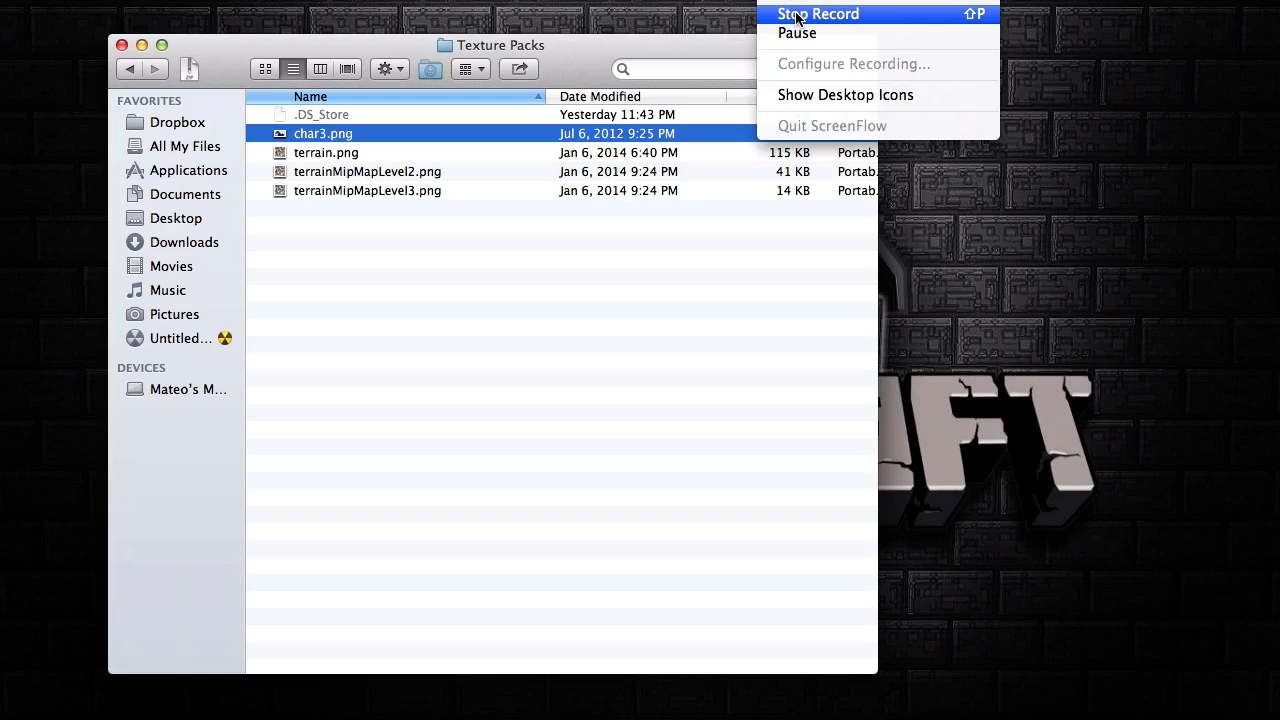 Stop Record ⇧P
Pause
Configure Recording...
Show Desktop Icons
Quit ScreenFlow
Texture Packs
ZIP
FAVORITES
Dropbox
All My Files
Applications
Documents
Desktop
Downloads
Movies
Music
Pictures
Untitled...
DEVICES
Mateo's M...
Name Date Modified
.DS_Store Yesterday 11:43 PM
char3.png Jul 6, 2012 9:25 PM
terrain.png Jan 6, 2014 6:40 PM 115 KB Portab.
terrainMipMapLevel2.png Jan 6, 2014 9:24 PM 41 KB Portab.
terrainMipMapLevel3.png Jan 6, 2014 9:24 PM 14 KB Portab.
AFT